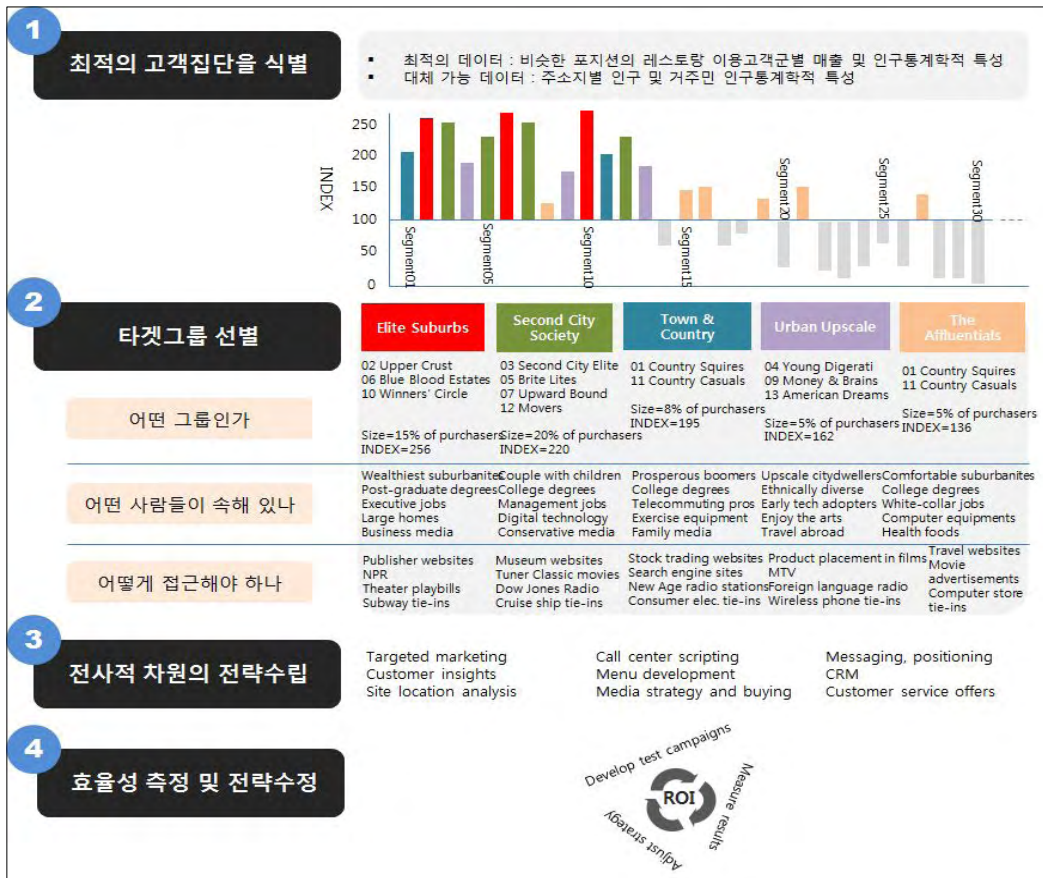 1
최적의 고객집단을 식별
▪ 최적의 데이터 : 비슷한 포지션의 레스토랑 이용고객군별 매출 및 인구통계학적 특성
▪ 대체 가능 데이터 : 주소지별 인구 및 거주민 인구통계학적 특성
INDEX
250
200
150
100
50
0
Segment01
Segment05
Segment10
Segment15
Segment20
Segment25
Segment30
2
타겟그룹 선별
Elite Suburbs
Second City
Society
Town &
Country
Urban Upscale
The
Affluentials
어떤 그룹인가
02 Upper Crust
06 Blue Blood Estates
10 Winners' Circle
Size=15% of purchasers
INDEX=256
03 Second City Elite
05 Brite Lites
07 Upward Bound
12 Movers
Size=20% of purchasers
INDEX=220
01 Country Squires
11 Country Casuals
Size=8% of purchasers
INDEX=195
04 Young Digerati
09 Money & Brains
13 American Dreams
Size=5% of purchasers
INDEX=162
01 Country Squires
11 Country Casuals
Size=5% of purchasers
INDEX=136
어떤 사람들이 속해 있나
Wealthiest suburbanites
Post-graduate degrees
Executive jobs
Large homes
Business media
Couple with children
College degrees
Management jobs
Digital technology
Conservative media
Prosperous boomers
College degrees
Telecommuting pros
Exercise equipment
Family media
Upscale citydwellers
Ethnically diverse
Early tech adopters
Enjoy the arts
Travel abroad
Comfortable suburbanites
College degrees
White-collar jobs
Computer equipments
Health foods
어떻게 접근해야 하나
Publisher websites
NPR
Theater playbills
Subway tie-ins
Museum websites
Tuner Classic movies
Dow Jones Radio
Cruise ship tie-ins
Stock trading websites
Search engine sites
New Age radio stations
Consumer elec. tie-ins
Product placement in films
MTV
Foreign language radio
Wireless phone tie-ins
Travel websites
Movie
advertisements
Computer store
tie-ins
3
전사적 차원의 전략수립
Targeted marketing
Customer insights
Site location analysis
Call center scripting
Menu development
Media strategy and buying
Messaging, positioning
CRM
Customer service offers
4
효율성 측정 및 전략수정
Develop test campaigns
Measure results
Adjust strategy
ROI